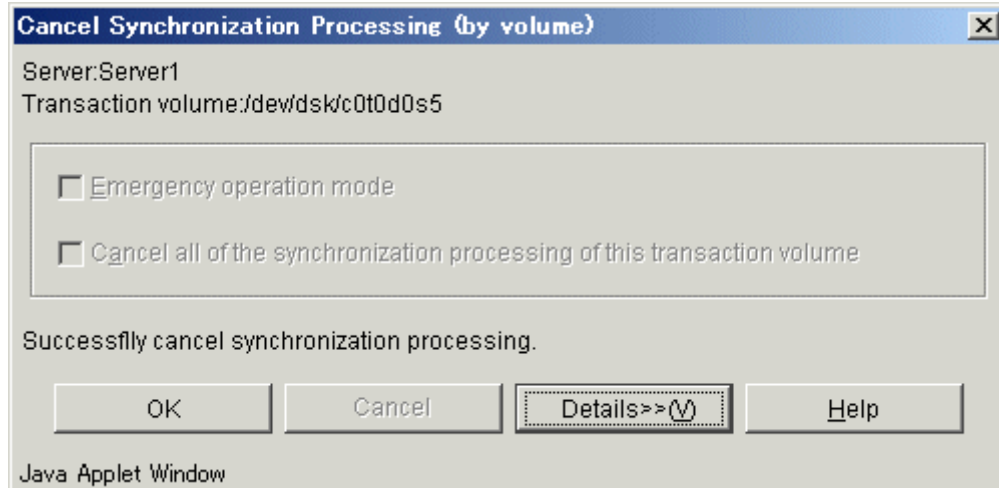 Cancel Synchronization Processing (by volume)
Server:Server1
Transaction volume:/dev/dsk/c0t0d0s5
Emergency operation mode
Cancel all of the synchronization processing of this transaction volume
Successflly cancel synchronization processing.
OK Cancel Details>>(V) Help
Java Applet Window